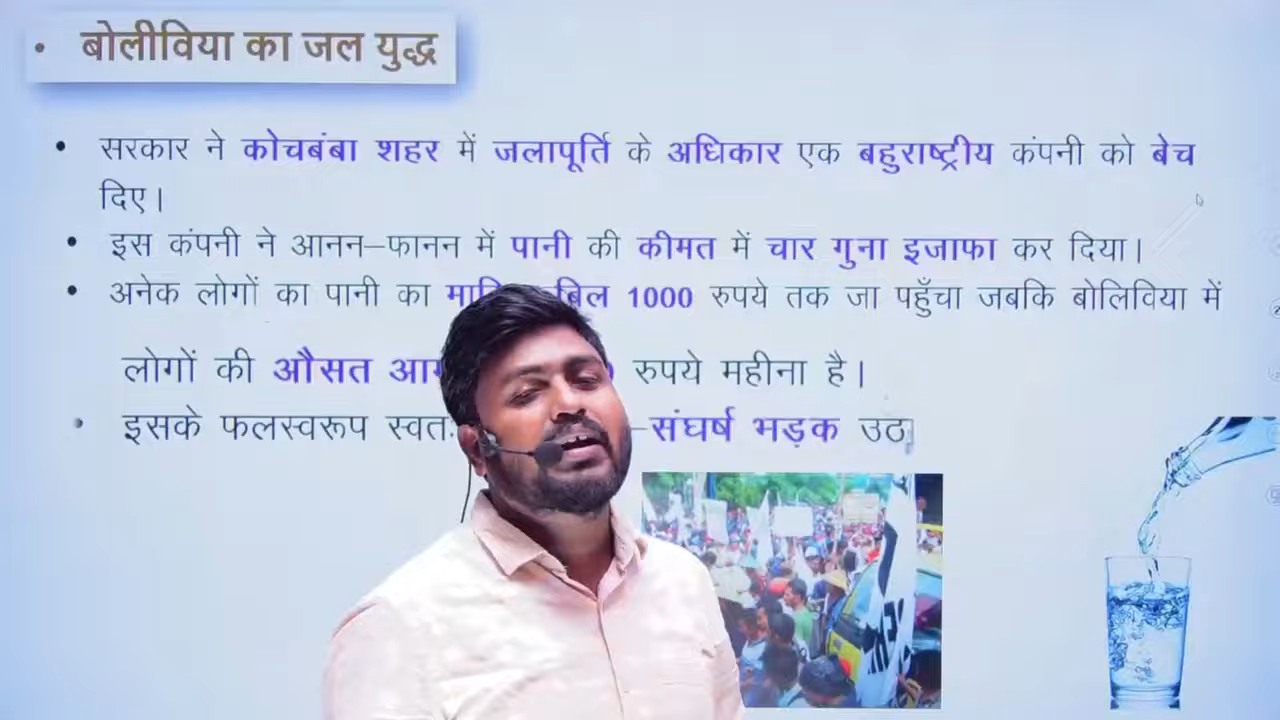 • बोलीविया का जल युद्ध
• सरकार ने कोचबंबा शहर में जलापूर्ति के अधिकार एक बहुराष्ट्रीय कंपनी को बेच
दिए।
• इस कंपनी ने आनन–फानन में पानी की कीमत में चार गुना इजाफा कर दिया।
• अनेक लोगों का पानी का बिल 1000 रुपये तक जा पहुँचा जबकि बोलिविया में
लोगों की औसत रुपये महीना है।
• इसके फलस्वरूप –संघर्ष भड़क उठ